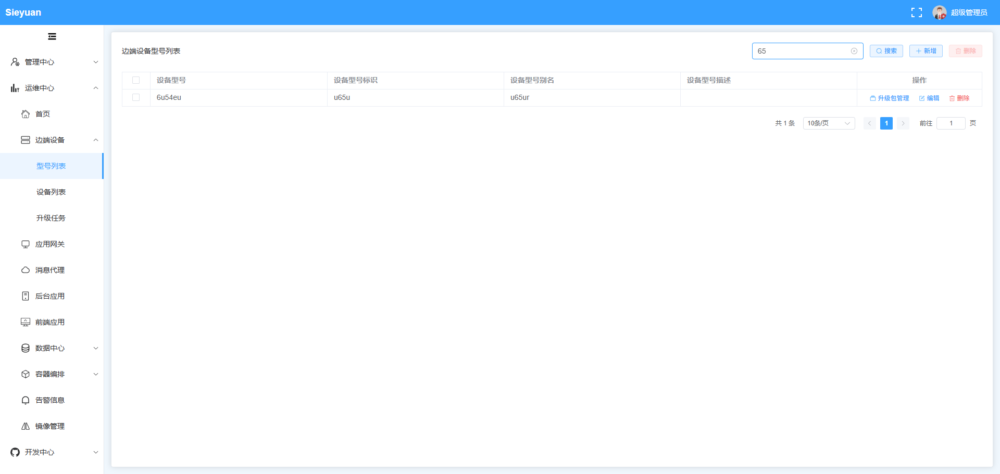 Sieyuan
超级管理员
管理中心
运维中心
首页
边端设备
型号列表
设备列表
升级任务
应用网关
消息代理
后台应用
前端应用
数据中心
容器编排
告警信息
镜像管理
开发中心
边端设备型号列表
65
搜索
新增
删除
设备型号 设备型号标识 设备型号别名 设备型号描述 操作
6u54eu u65u u65ur 升级包管理 编辑 删除
共 1 条 10条/页 1 前往 1 页